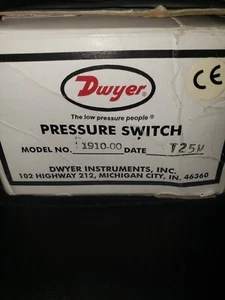 Dwyer
The low pressure people ®
CE
PRESSURE SWITCH
MODEL NO. 1910-00 DATE T25N
DWYER INSTRUMENTS, INC.
102 HIGHWAY 212, MICHIGAN CITY, IN. 46360